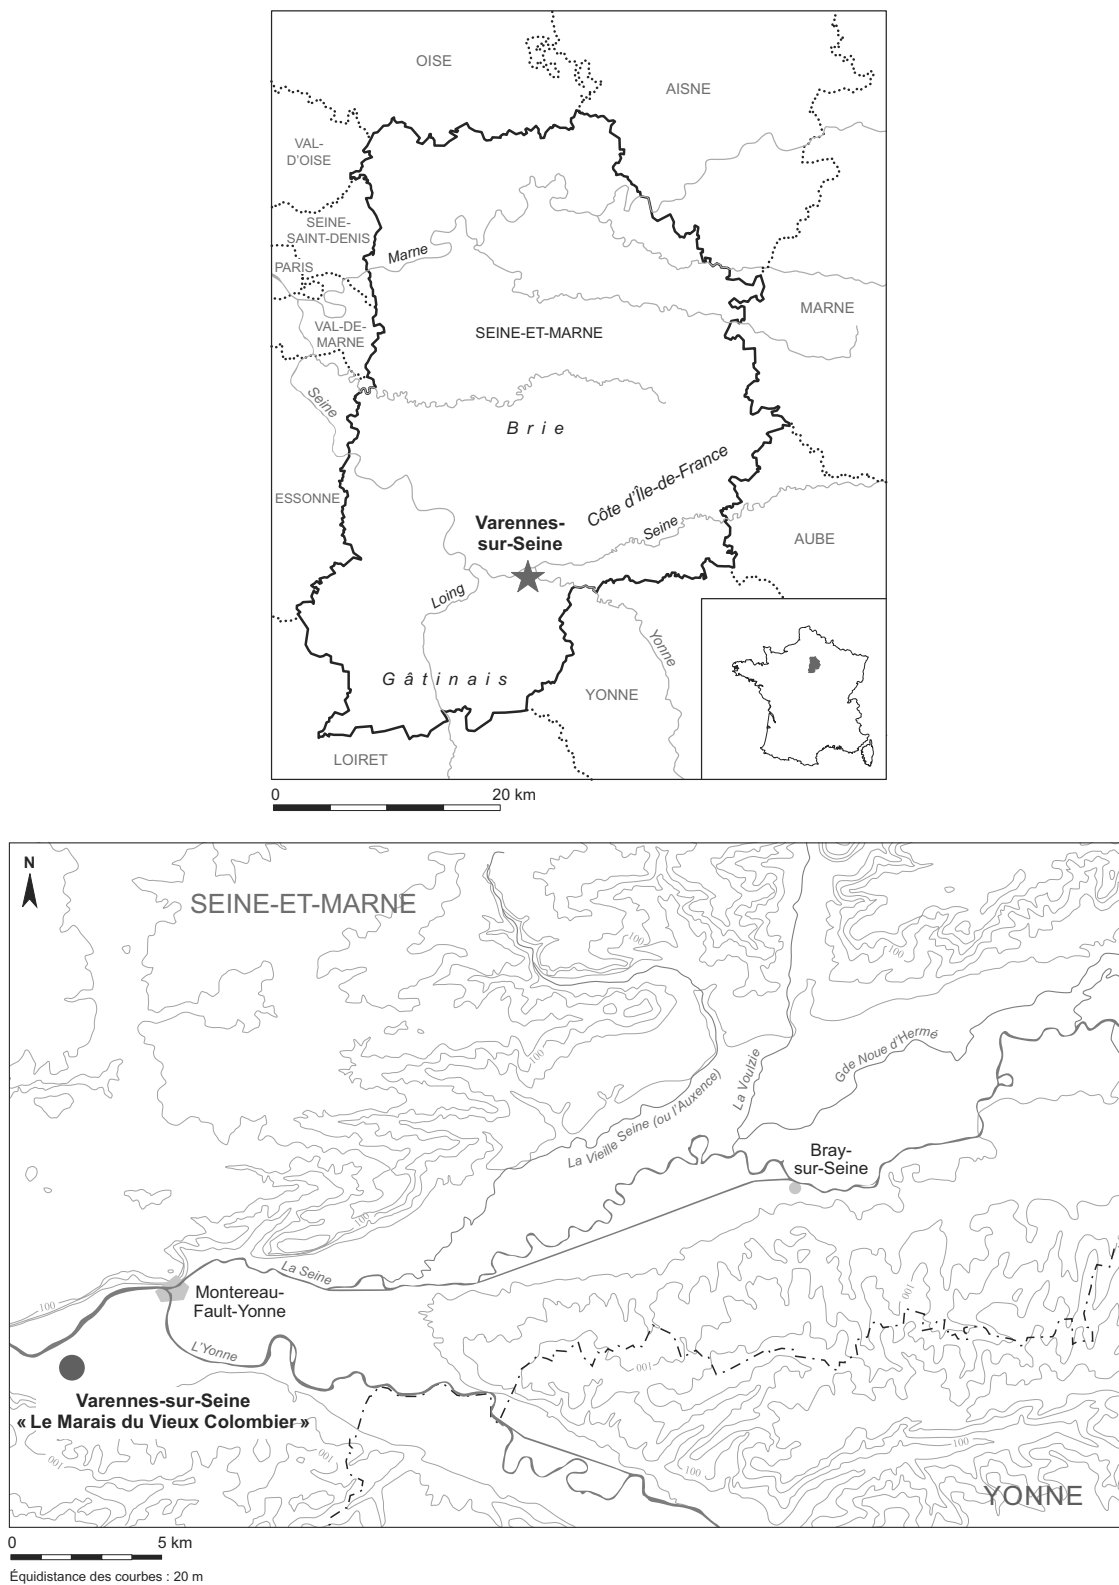 OISE
AISNE
VAL-
D'OISE
SEINE-
SAINT-DENIS
Marne
PARIS
MARNE
VAL-DE-
MARNE
SEINE-ET-MARNE
Seine
Brie
Côte d'Île-de-France
ESSONNE
Varennes-
sur-Seine
Seine
AUBE
Loing
Yonne
Gâtinais
YONNE
LOIRET
0 20 km
N
SEINE-ET-MARNE
100
100
100
Gde Noue d'Hermé
La Voulzie
La Vieille Seine (ou l'Auxence)
Bray-
sur-Seine
100
La Seine
Montereau-
Fault-Yonne
100
100
L'Yonne
100
Varennes-sur-Seine
« Le Marais du Vieux Colombier »
100
100
100
YONNE
0 5 km
Équidistance des courbes : 20 m